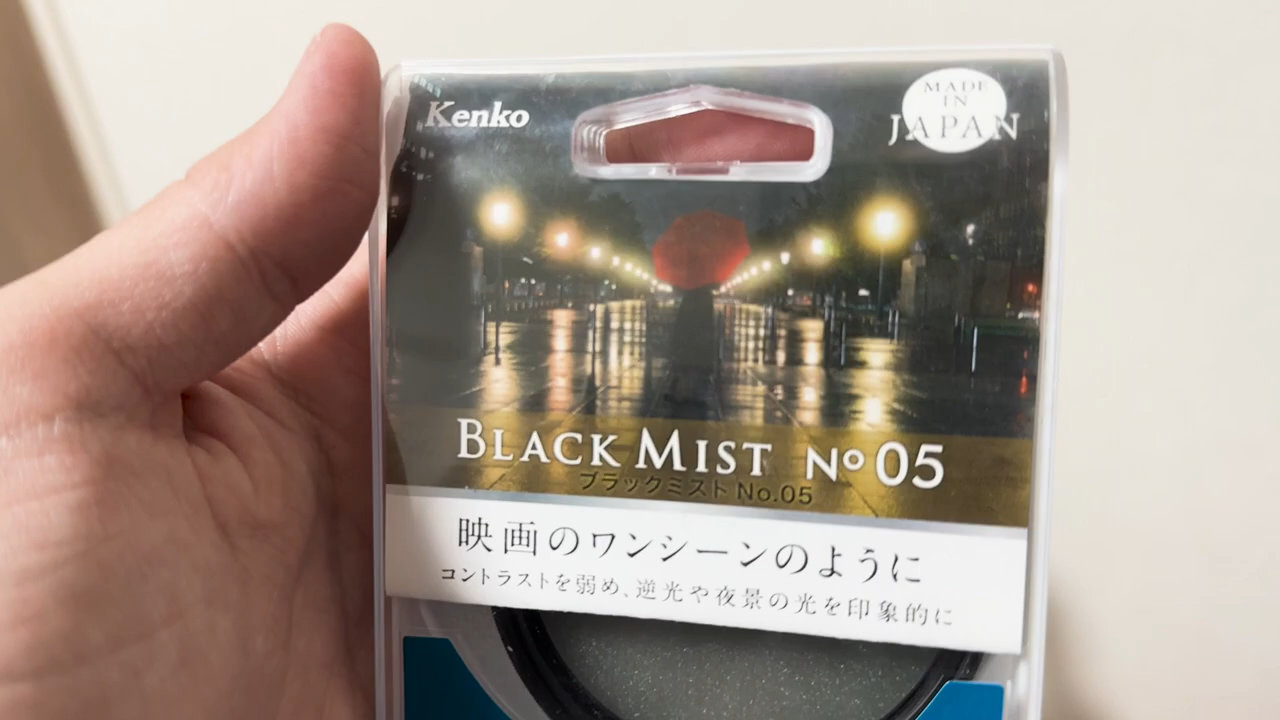 Kenko
MADE
IN
JAPAN
BLACK MIST No 05
ブラックミスト No.05
映画のワンシーンのように
コントラストを弱め、逆光や夜景の光を印象的に